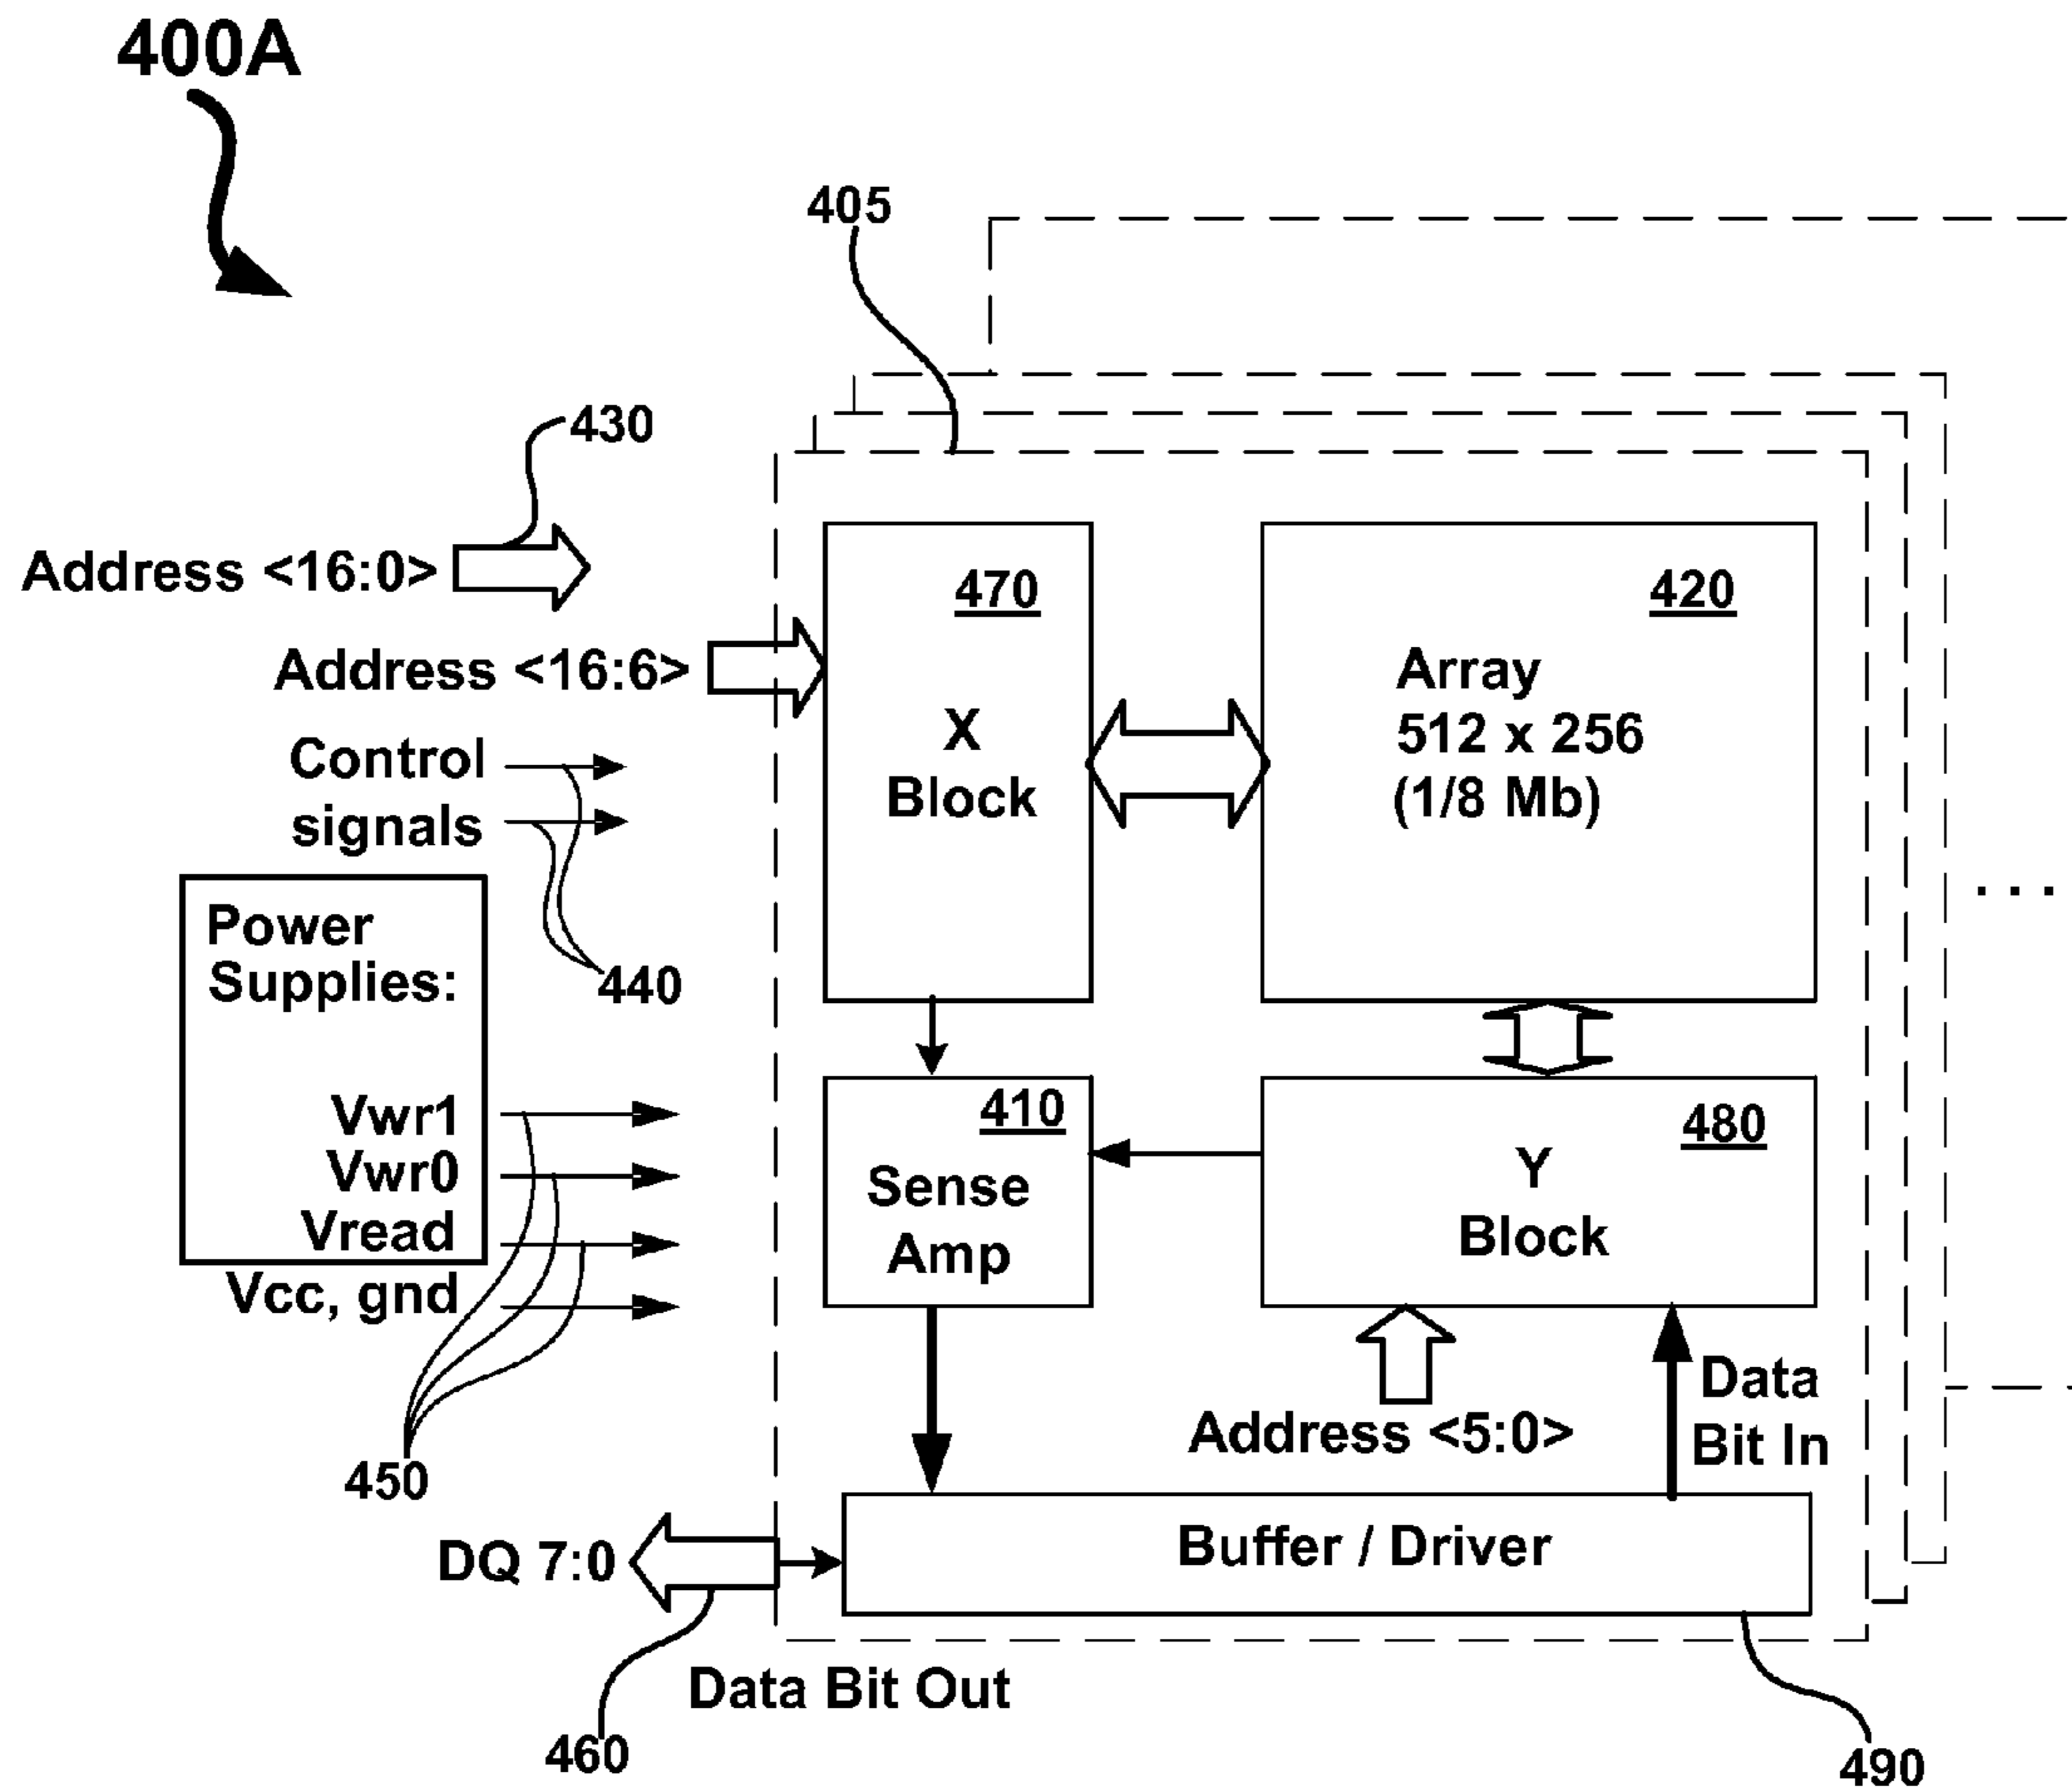 400A
405
430
Address <16:0>
470
420
Address <16:6>
X
Block
Array
512 x 256
(1/8 Mb)
Control
signals
440
Power
Supplies:
Vwr1
Vwr0
Vread
Vcc, gnd
450
410
Sense
Amp
480
Y
Block
...
Address <5:0>
Data
Bit In
DQ 7:0
Buffer / Driver
Data Bit Out
460
490